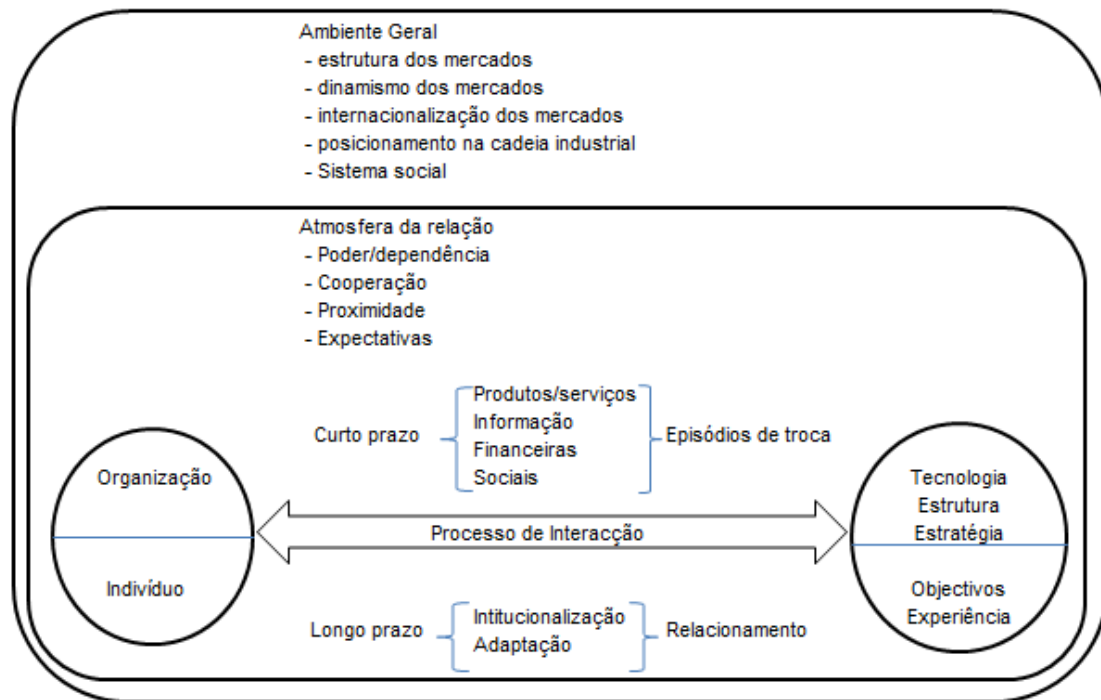 Ambiente Geral
- estrutura dos mercados
- dinamismo dos mercados
- internacionalização dos mercados
- posicionamento na cadeia industrial
- Sistema social
Atmosfera da relação
- Poder/dependência
- Cooperação
- Proximidade
- Expectativas
Curto prazo
Produtos/serviços
Informação
Financeiras
Sociais
Episódios de troca
Organização
Indivíduo
Processo de Interacção
Tecnologia
Estrutura
Estratégia
Objectivos
Experiência
Longo prazo
Intitucionalização
Adaptação
Relacionamento